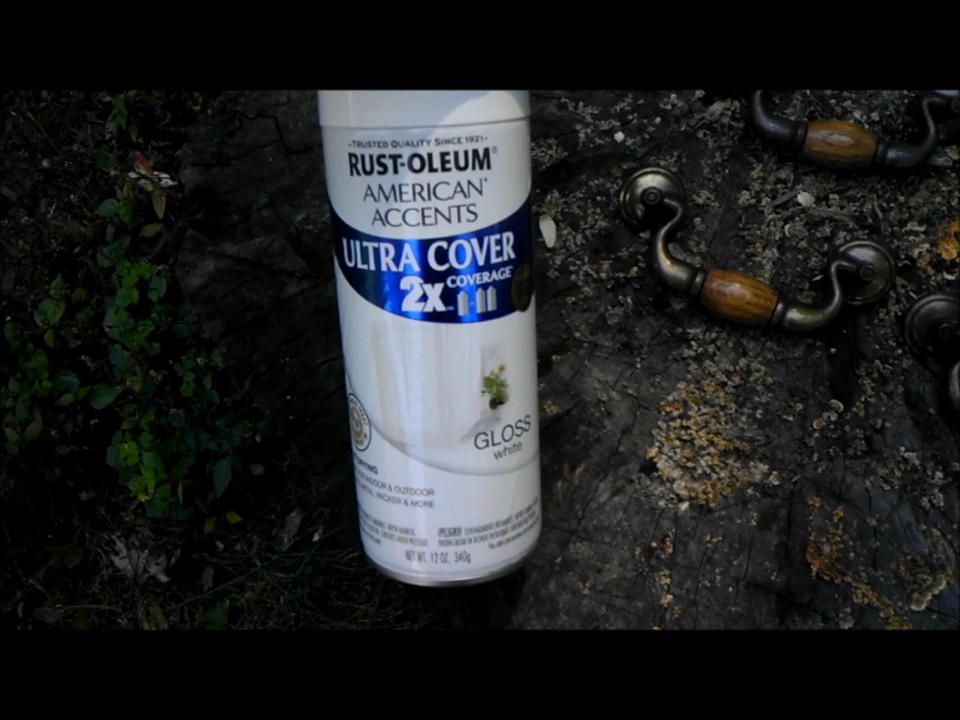 TRUSTED QUALITY SINCE 1921
RUST-OLEUM®
AMERICAN
ACCENTS
ULTRA COVER
2X COVERAGE
GLOSS
white
INDOOR & OUTDOOR
WICKER & MORE
¡PELIGRO!
NET WT. 12 OZ. 340g